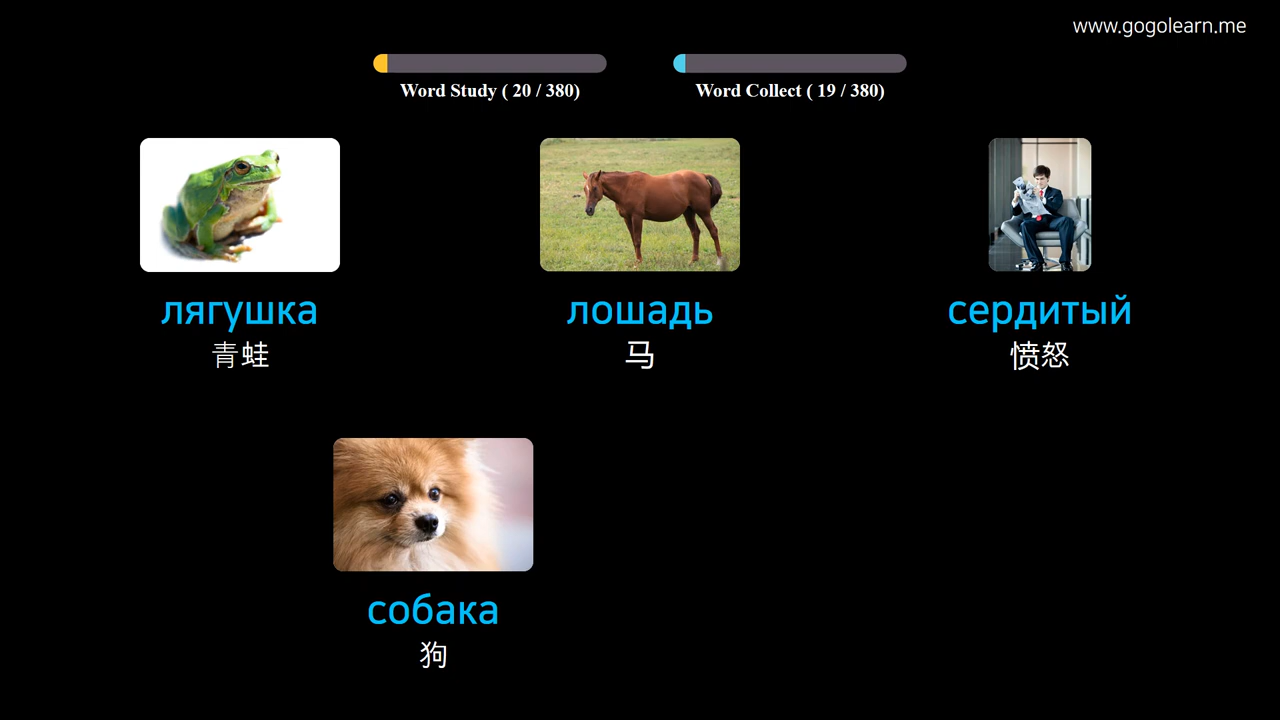 www.gogolearn.me
Word Study ( 20 / 380)
Word Collect ( 19 / 380)
лягушка
青蛙
лошадь
马
сердитый
愤怒
собака
狗